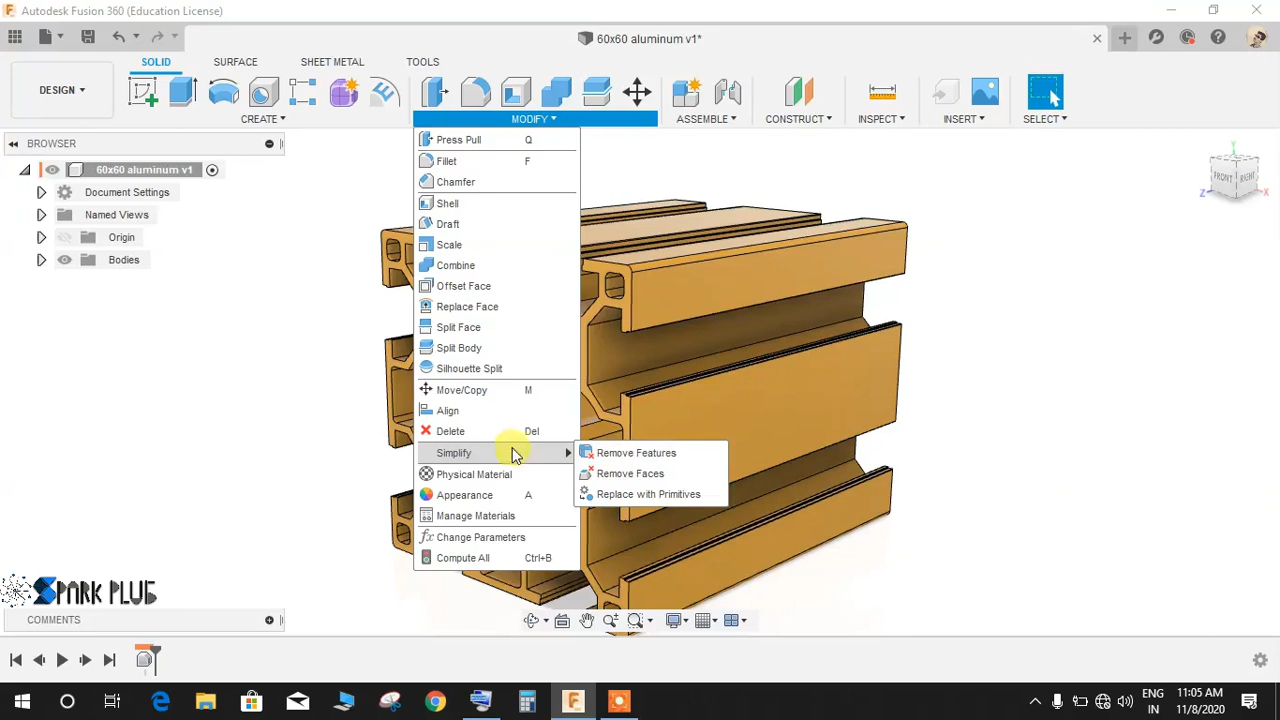 Autodesk Fusion 360 (Education License)
60x60 aluminum v1*
SOLID SURFACE SHEET METAL TOOLS
DESIGN
CREATE MODIFY ASSEMBLE CONSTRUCT INSPECT INSERT SELECT
BROWSER
60x60 aluminum v1
Document Settings
Named Views
Origin
Bodies
Press Pull Q
Fillet F
Chamfer
Shell
Draft
Scale
Combine
Offset Face
Replace Face
Split Face
Split Body
Silhouette Split
Move/Copy M
Align
Delete Del
Simplify
Physical Material
Appearance A
Manage Materials
Change Parameters
Compute All Ctrl+B
Remove Features
Remove Faces
Replace with Primitives
Y
FRONT RIGHT
Z X
SPARK PLUG
COMMENTS
ENG 11:05 AM
IN 11/8/2020